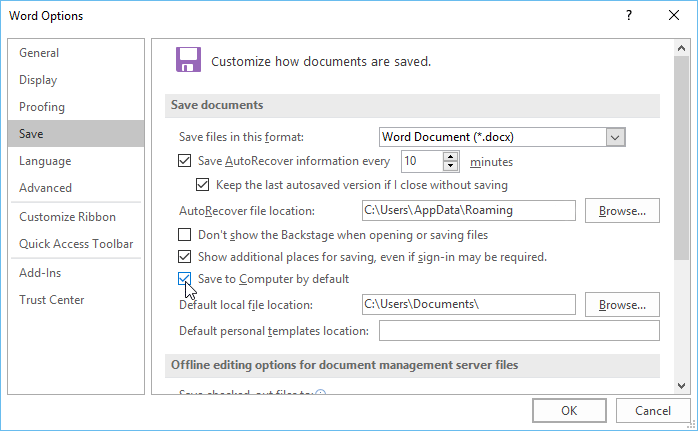 Word Options ? ×
General
Display
Proofing
Save
Language
Advanced
Customize Ribbon
Quick Access Toolbar
Add-Ins
Trust Center
Customize how documents are saved.
Save documents
Save files in this format: Word Document (*.docx)
Save AutoRecover information every 10 minutes
Keep the last autosaved version if I close without saving
AutoRecover file location: C:\Users\AppData\Roaming Browse...
Don't show the Backstage when opening or saving files
Show additional places for saving, even if sign-in may be required.
Save to Computer by default
Default local file location: C:\Users\Documents\ Browse...
Default personal templates location:
Offline editing options for document management server files
Save checked-out files to:
OK Cancel